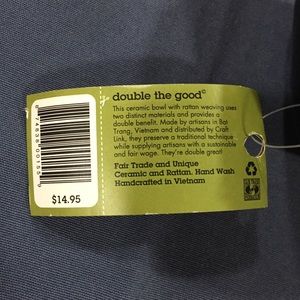 double the good©
This ceramic bowl with rattan weaving uses
two distinct materials and provides a
double benefit. Made by artisans in Bat
Trang, Vietnam and distributed by Craft
Link, they preserve a traditional technique
while supplying artisans with a sustainable
and fair wage. They're double great!
Fair Trade and Unique
Ceramic and Rattan. Hand Wash
Handcrafted in Vietnam
$14.95